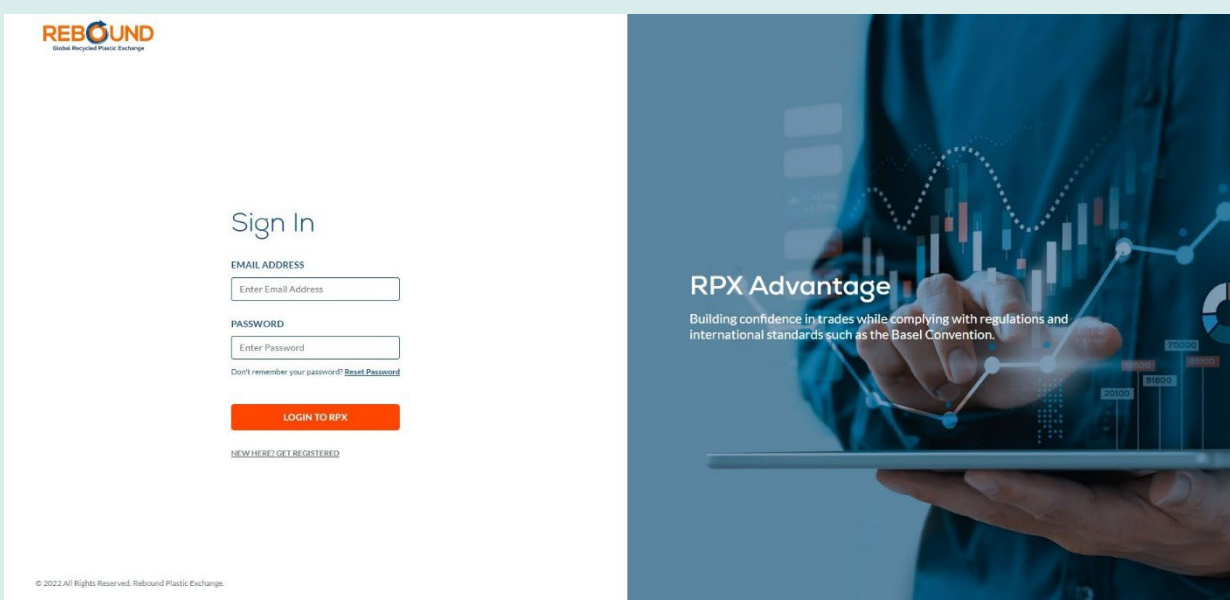 REBOUND
Global Recycled Plastic Exchange
Sign In
EMAIL ADDRESS
Enter Email Address
PASSWORD
Enter Password
Don't remember your password? Reset Password
LOGIN TO RPX
NEW HERE? GET REGISTERED
© 2022 All Rights Reserved. Rebound Plastic Exchange.
RPX Advantage
Building confidence in trades while complying with regulations and
international standards such as the Basel Convention.
70000
51800
20100